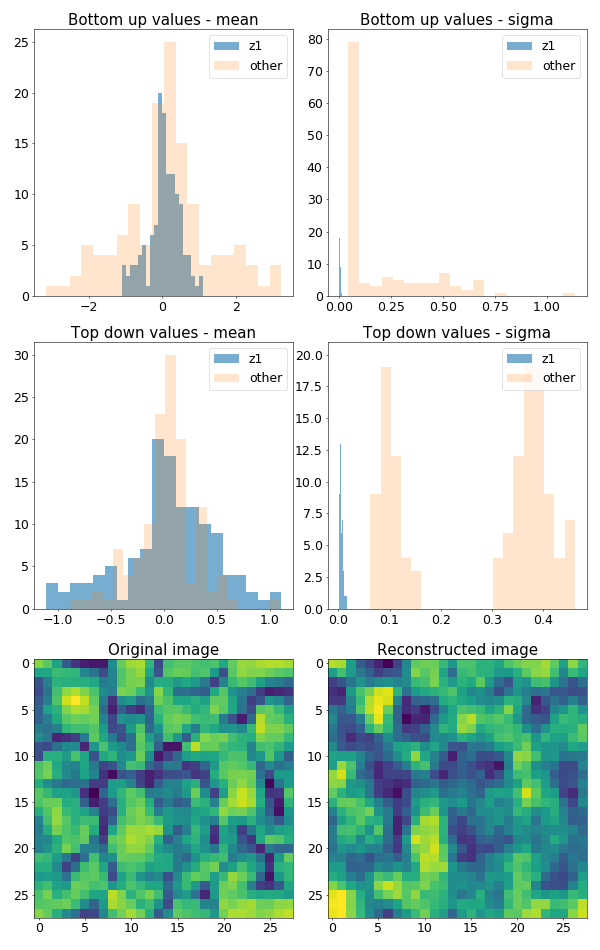 Bottom up values - mean
25
20
15
10
5
0
−2 0 2
z1
other
Bottom up values - sigma
80
70
60
50
40
30
20
10
0
0.00 0.25 0.50 0.75 1.00
z1
other
Top down values - mean
30
25
20
15
10
5
0
−1.0 −0.5 0.0 0.5 1.0
z1
other
Top down values - sigma
20.0
17.5
15.0
12.5
10.0
7.5
5.0
2.5
0.0
0.0 0.1 0.2 0.3 0.4
z1
other
Original image
0
5
10
15
20
25
0 5 10 15 20 25
Reconstructed image
0
5
10
15
20
25
0 5 10 15 20 25